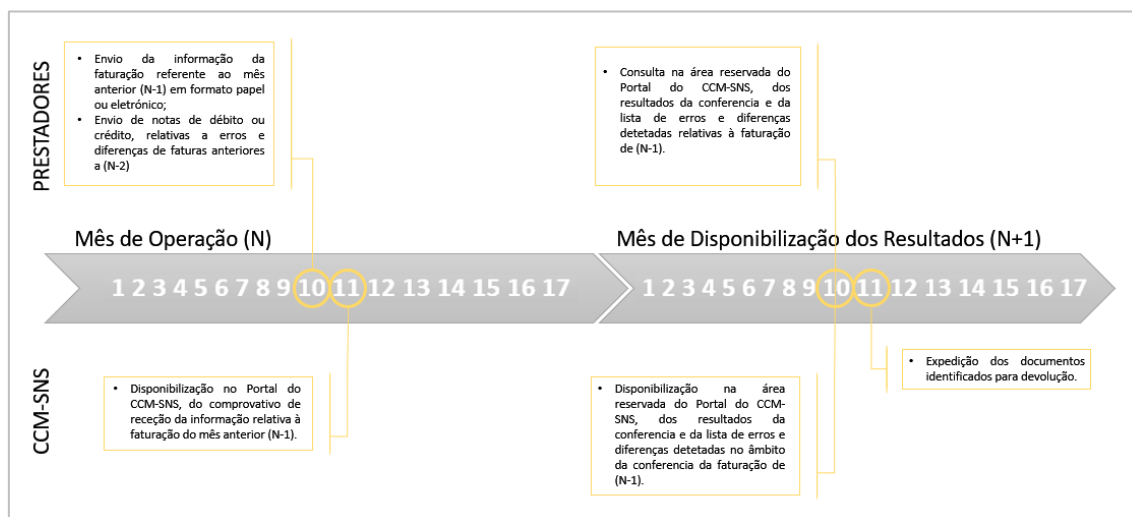 PRESTADORES
• Envio da informação da
faturação referente ao mês
anterior (N-1) em formato papel
ou eletrónico;
• Envio de notas de débito ou
crédito, relativas a erros e
diferenças de faturas anteriores
a (N-2)
• Consulta na área reservada do
Portal do CCM-SNS, dos
resultados da conferencia e da
lista de erros e diferenças
detetadas relativas à faturação
de (N-1).
Mês de Operação (N)
Mês de Disponibilização dos Resultados (N+1)
1 2 3 4 5 6 7 8 9 10 11 12 13 14 15 16 17
1 2 3 4 5 6 7 8 9 10 11 12 13 14 15 16 17
CCM-SNS
• Disponibilização no Portal do
CCM-SNS, do comprovativo de
receção da informação relativa à
faturação do mês anterior (N-1).
• Disponibilização na área
reservada do Portal do CCM-
SNS, dos resultados da
conferencia e da lista de erros e
diferenças detetadas no âmbito
da conferencia da faturação de
(N-1).
• Expedição dos documentos
identificados para devolução.